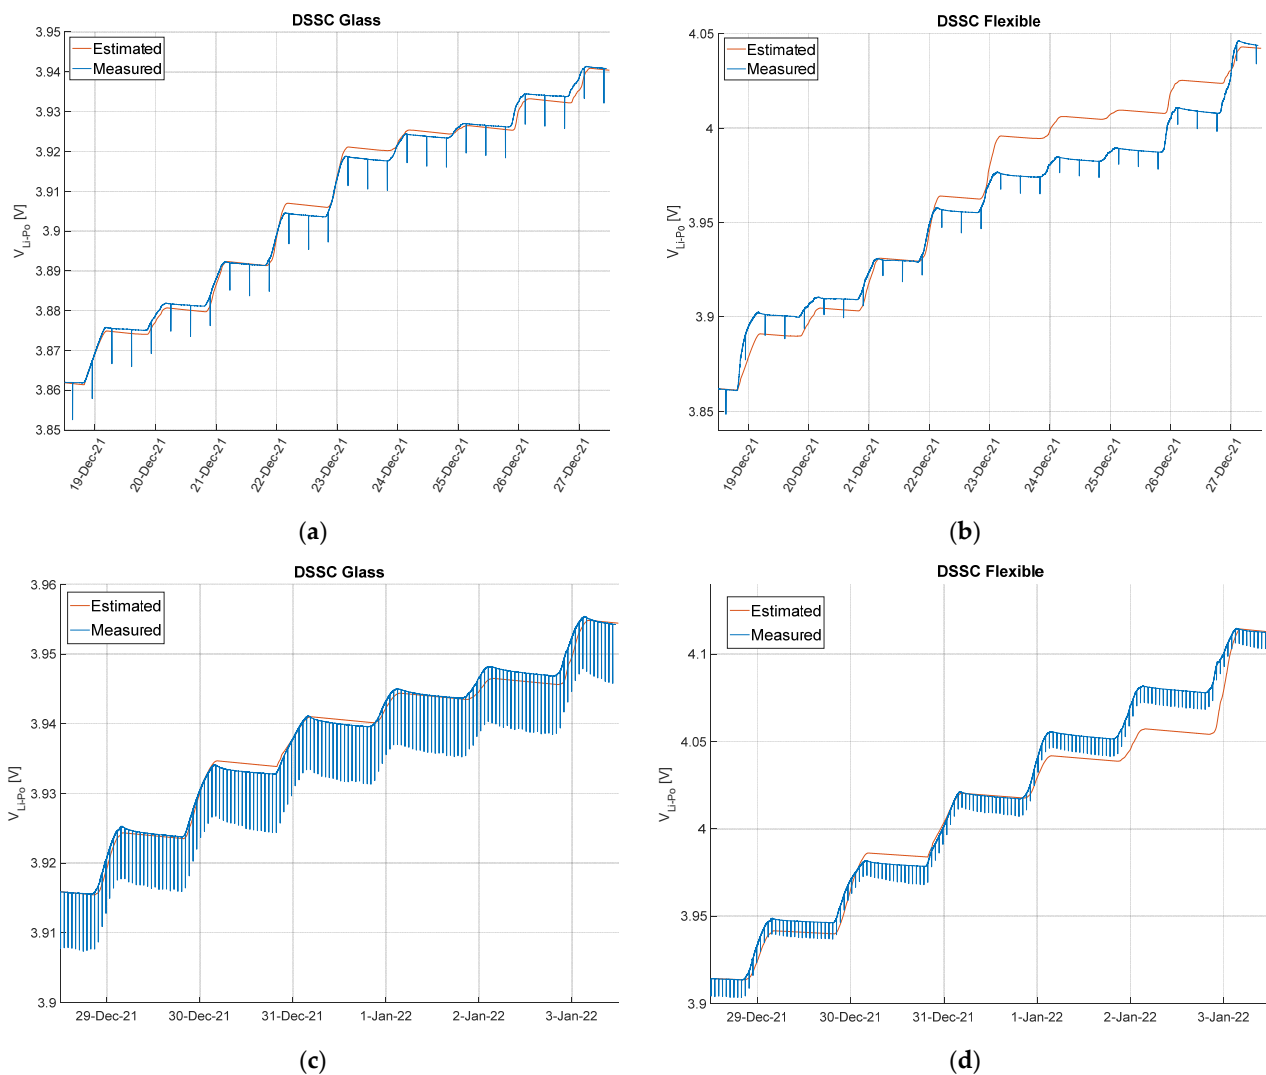 DSSC Glass
3.95
3.94
3.93
3.92
3.91
3.9
3.89
3.88
3.87
3.86
3.85
V Li-Po [V]
Estimated
Measured
19-Dec-21
20-Dec-21
21-Dec-21
22-Dec-21
23-Dec-21
24-Dec-21
25-Dec-21
26-Dec-21
27-Dec-21
(a)
DSSC Flexible
4.05
4
3.95
3.9
3.85
V Li-Po [V]
Estimated
Measured
19-Dec-21
20-Dec-21
21-Dec-21
22-Dec-21
23-Dec-21
24-Dec-21
25-Dec-21
26-Dec-21
27-Dec-21
(b)
DSSC Glass
3.96
3.95
3.94
3.93
3.92
3.91
3.9
V Li-Po [V]
Estimated
Measured
29-Dec-21
30-Dec-21
31-Dec-21
1-Jan-22
2-Jan-22
3-Jan-22
(c)
DSSC Flexible
4.1
4.05
4
3.95
3.9
V Li-Po [V]
Estimated
Measured
29-Dec-21
30-Dec-21
31-Dec-21
1-Jan-22
2-Jan-22
3-Jan-22
(d)